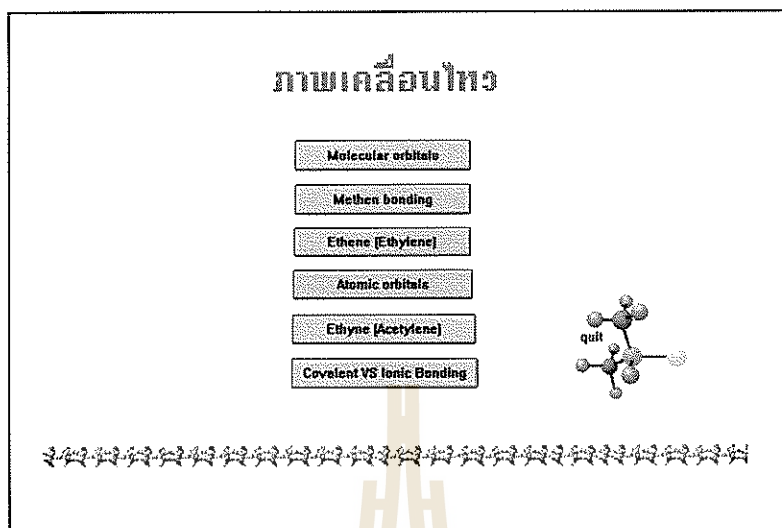 ภาพเคลื่อนไหว
Molecular orbitals
Methen bonding
Ethene (Ethylene)
Atomic orbitals
Ethyne (Acetylene)
quit
Covalent VS Ionic Bonding